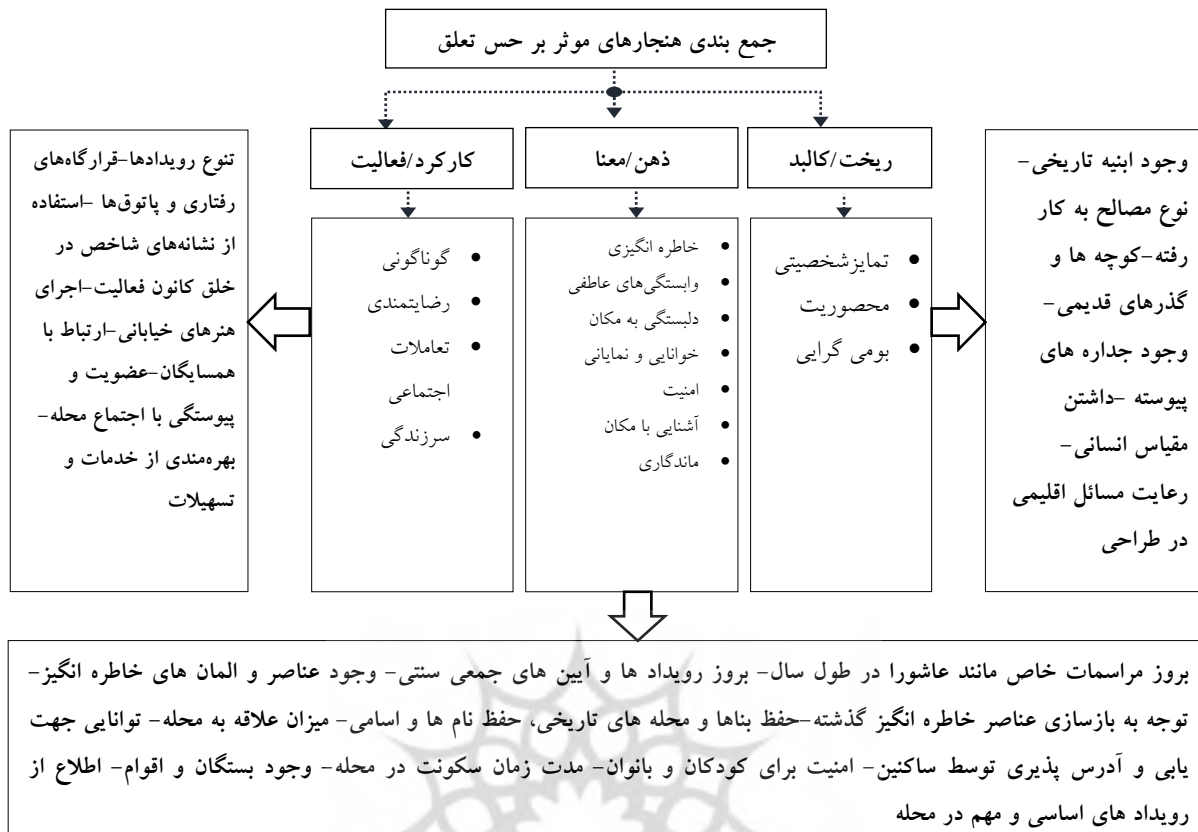 جمع بندی هنجارهای موثر بر حس تعلق
ریخت/کالبد
ذهن/معنا
کارکرد/فعالیت
وجود ابنیه تاریخی-
نوع مصالح به کار
رفته-کوچه ها و
گذرهای قدیمی-
وجود جداره های
پیوسته -داشتن
مقیاس انسانی-
رعایت مسائل اقلیمی
در طراحی
• تمایزشخصیتی
• محصوریت
• بومی گرایی
• خاطره انگیزی
• وابستگی‌های عاطفی
• دلبستگی به مکان
• خوانایی و نمایانی
• امنیت
• آشنایی با مکان
• ماندگاری
• گوناگونی
• رضایتمندی
• تعاملات
اجتماعی
• سرزندگی
تنوع رویدادها-قرارگاه‌های
رفتاری و پاتوق‌ها -استفاده
از نشانه‌های شاخص در
خلق کانون فعالیت-اجرای
هنرهای خیابانی-ارتباط با
همسایگان-عضویت و
پیوستگی با اجتماع محله-
بهره‌مندی از خدمات و
تسهیلات
بروز مراسمات خاص مانند عاشورا در طول سال- بروز رویداد ها و آیین های جمعی سنتی- وجود عناصر و المان های خاطره انگیز-
توجه به بازسازی عناصر خاطره انگیز گذشته-حفظ بناها و محله های تاریخی، حفظ نام ها و اسامی- میزان علاقه به محله- توانایی جهت
یابی و آدرس پذیری توسط ساکنین- امنیت برای کودکان و بانوان- مدت زمان سکونت در محله- وجود بستگان و اقوام- اطلاع از
رویداد های اساسی و مهم در محله